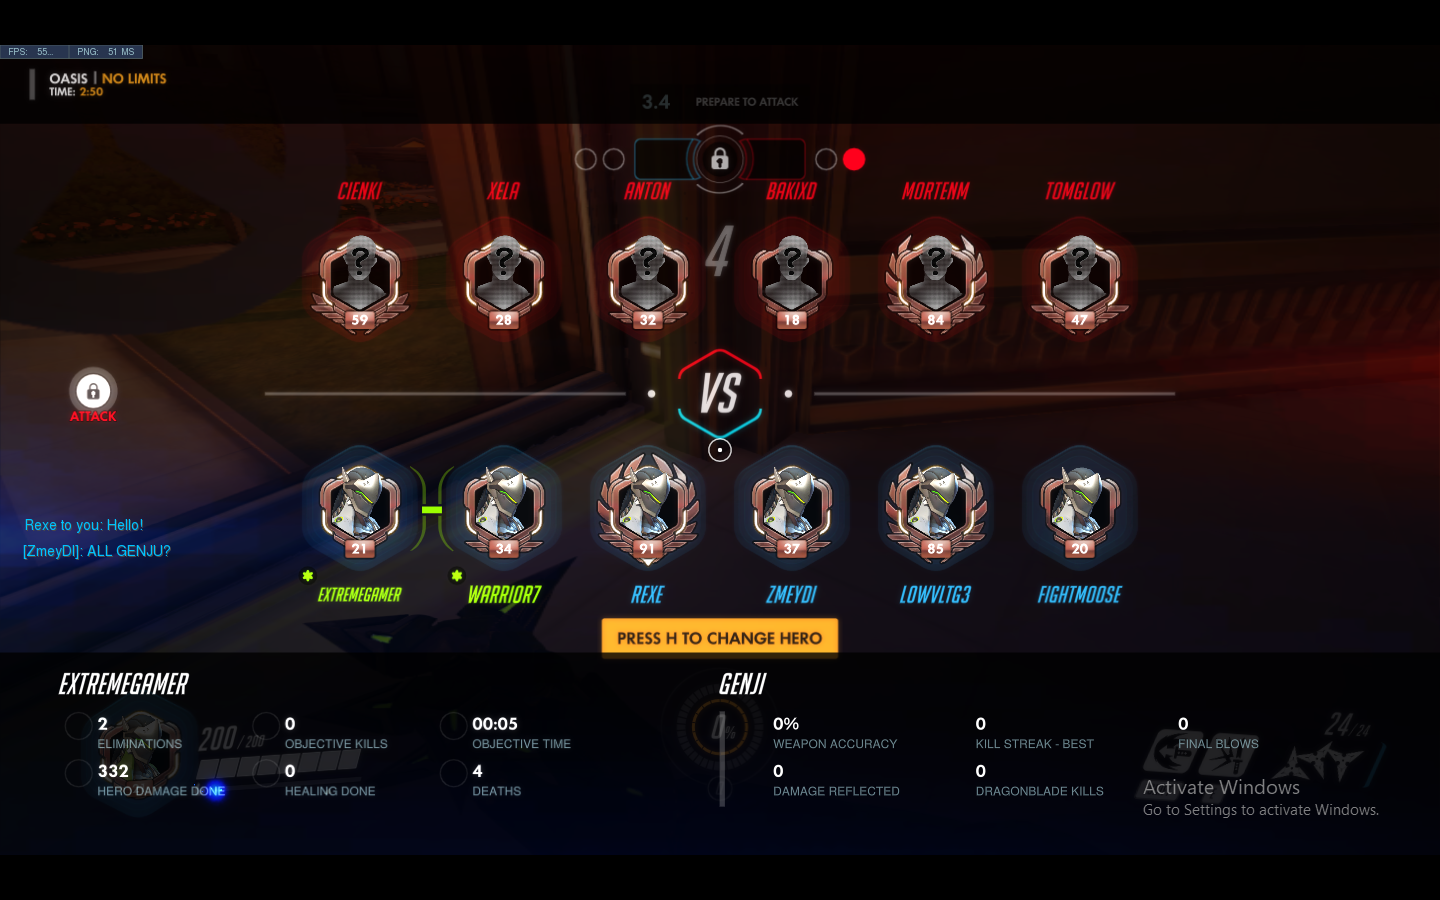 FPS: 55... PNG: 51 MS
OASIS | NO LIMITS
TIME: 2:50
3.4 PREPARE TO ATTACK
CIENKI XELA ANTON BAKIXD MORTENM TOMGLOW
4
? ? ? ? ? ?
59 28 32 18 84 47
VS
ATTACK
Rexe to you: Hello!
[ZmeyDI]: ALL GENJU?
21 34 91 37 85 20
EXTREMEGAMER WARRIOR7 REXE ZMEYDI LOWVLTG3 FIGHTMOOSE
PRESS H TO CHANGE HERO
EXTREMEGAMER GENJI
2 0 00:05 0% 0 0
ELIMINATIONS OBJECTIVE KILLS OBJECTIVE TIME WEAPON ACCURACY KILL STREAK - BEST FINAL BLOWS
200/200 0% 24/24
332 0 4 0 0
HERO DAMAGE DONE HEALING DONE DEATHS DAMAGE REFLECTED DRAGONBLADE KILLS
Activate Windows
Go to Settings to activate Windows.